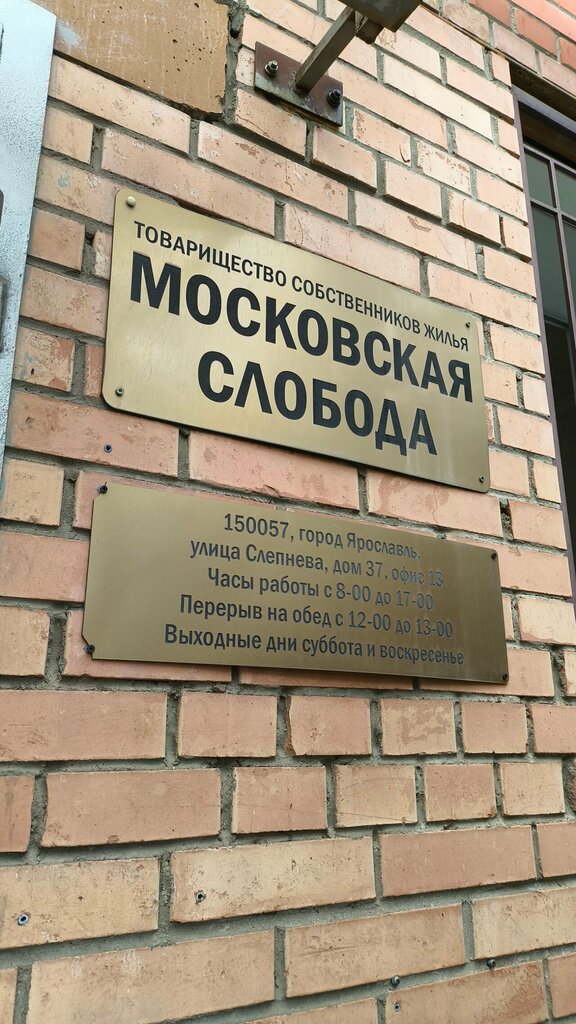 ТОВАРИЩЕСТВО СОБСТВЕННИКОВ ЖИЛЬЯ
МОСКОВСКАЯ
СЛОБОДА
150057, город Ярославль.
улица Слепнева, дом 37, офис 13
Часы работы с 8-00 до 17-00
Перерыв на обед с 12-00 до 13-00
Выходные дни суббота и воскресенье